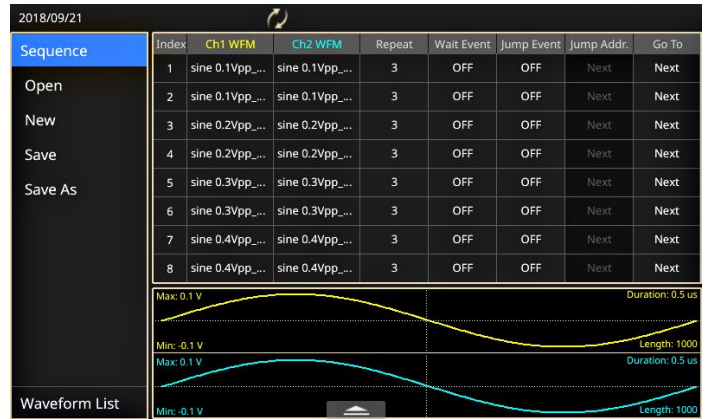 2018/09/21
Sequence
Open
New
Save
Save As
Waveform List
Index Ch1 WFM Ch2 WFM Repeat Wait Event Jump Event Jump Addr. Go To
1 sine 0.1Vpp_... sine 0.1Vpp_... 3 OFF OFF Next Next
2 sine 0.1Vpp_... sine 0.1Vpp_... 3 OFF OFF Next Next
3 sine 0.2Vpp_... sine 0.2Vpp_... 3 OFF OFF Next Next
4 sine 0.2Vpp_... sine 0.2Vpp_... 3 OFF OFF Next Next
5 sine 0.3Vpp_... sine 0.3Vpp_... 3 OFF OFF Next Next
6 sine 0.3Vpp_... sine 0.3Vpp_... 3 OFF OFF Next Next
7 sine 0.4Vpp_... sine 0.4Vpp_... 3 OFF OFF Next Next
8 sine 0.4Vpp_... sine 0.4Vpp_... 3 OFF OFF Next Next
Max: 0.1 V Duration: 0.5 us
Min: -0.1 V Length: 1000
Max: 0.1 V Duration: 0.5 us
Min: -0.1 V Length: 1000